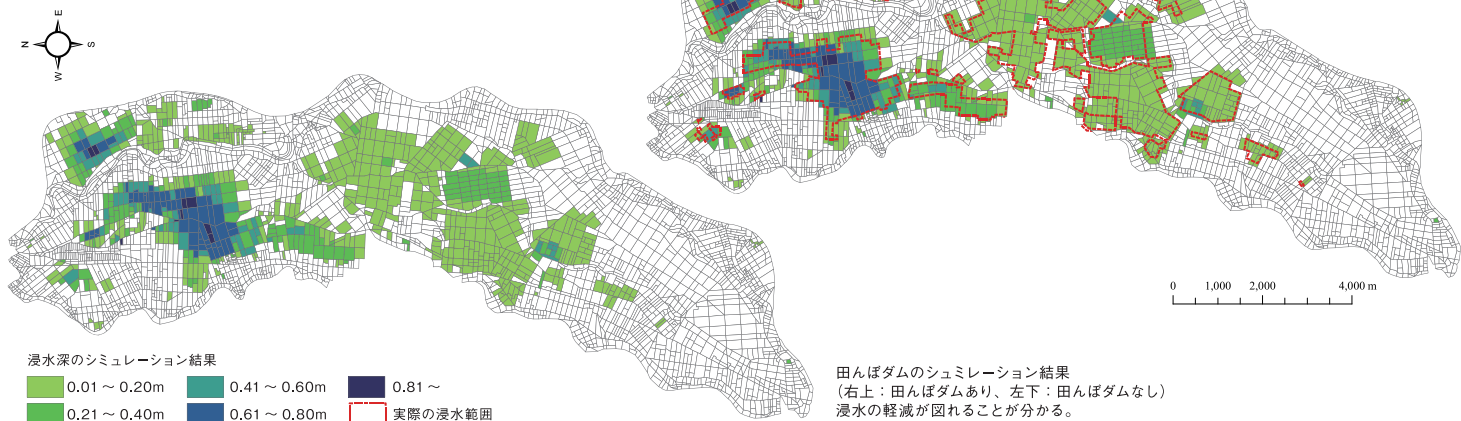 E
N
S
W
0 1,000 2,000 4,000 m
浸水深のシミュレーション結果
0.01 ～ 0.20m
0.41 ～ 0.60m
0.81 ～
0.21 ～ 0.40m
0.61 ～ 0.80m
実際の浸水範囲
田んぼダムのシュミレーション結果
（右上：田んぼダムあり、左下：田んぼダムなし）
浸水の軽減が図れることが分かる。